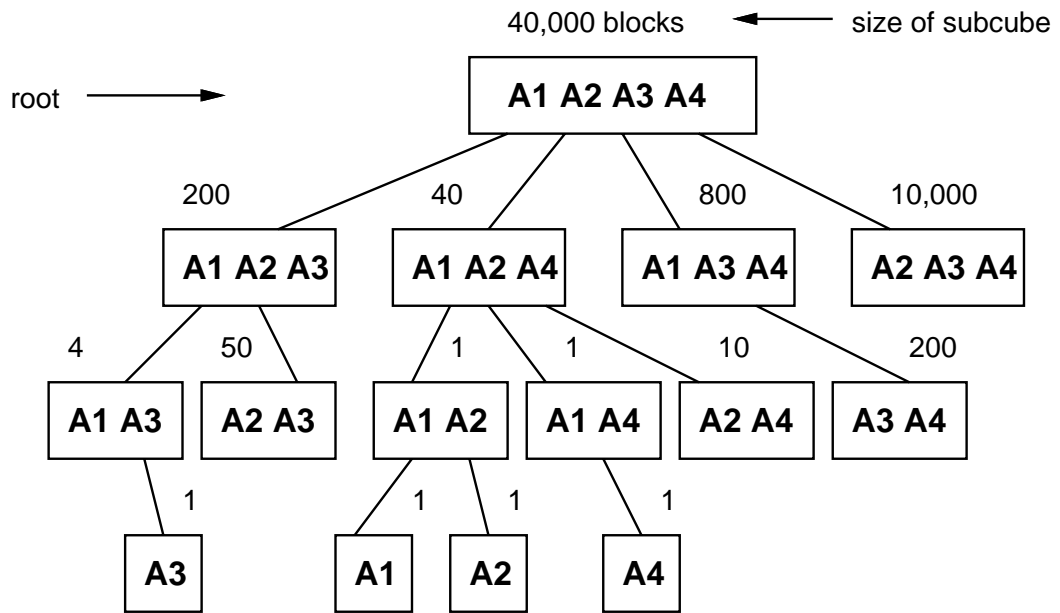 40,000 blocks
size of subcube
root
A1 A2 A3 A4
200
40
800
10,000
A1 A2 A3
A1 A2 A4
A1 A3 A4
A2 A3 A4
4
50
1
1
10
200
A1 A3
A2 A3
A1 A2
A1 A4
A2 A4
A3 A4
1
1
1
1
A3
A1
A2
A4